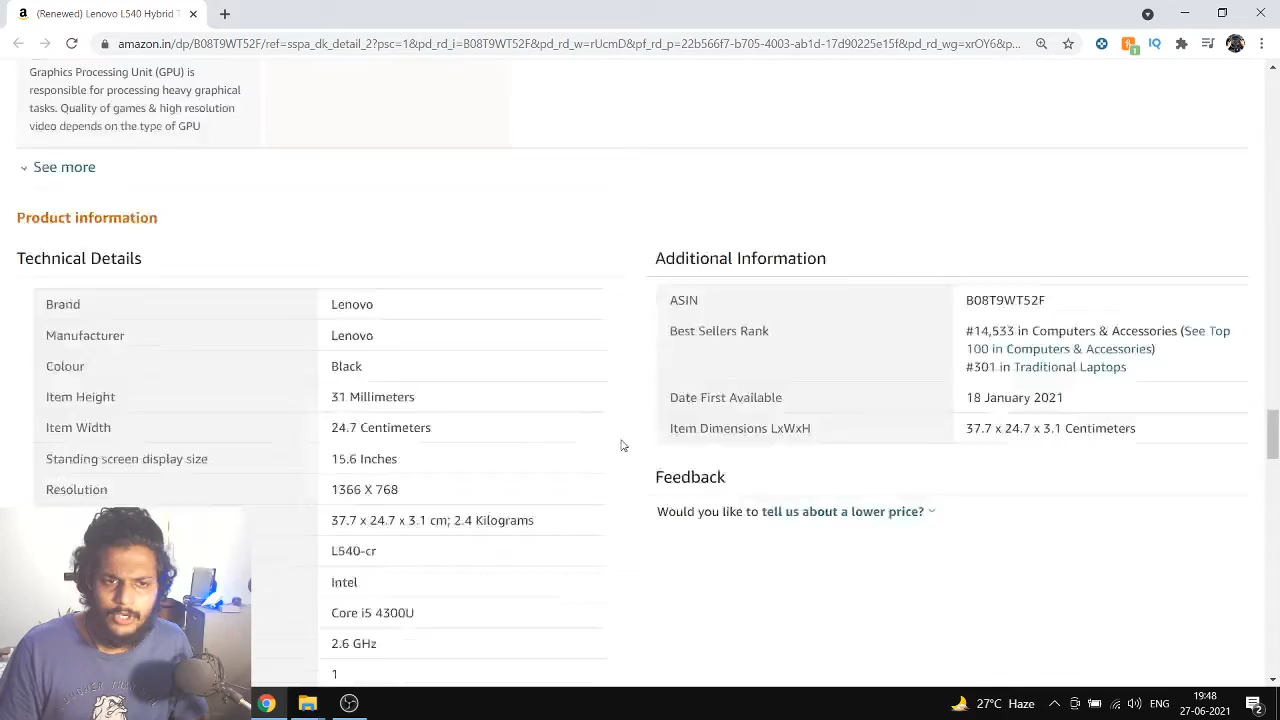 (Renewed) Lenovo L540 Hybrid T
amazon.in/dp/B08T9WT52F/ref=sspa_dk_detail_2?psc=1&pd_rd_i=B08T9WT52F&pd_rd_w=rUcmD&pf_rd_p=22b566f7-b705-4003-ab1d-17d90225e15f&pd_rd_wg=xrOY6&p...
IQ
1
Graphics Processing Unit (GPU) is
responsible for processing heavy graphical
tasks. Quality of games & high resolution
video depends on the type of GPU
See more
Product information
Technical Details
Brand Lenovo
Manufacturer Lenovo
Colour Black
Item Height 31 Millimeters
Item Width 24.7 Centimeters
Standing screen display size 15.6 Inches
Resolution 1366 X 768
37.7 x 24.7 x 3.1 cm; 2.4 Kilograms
L540-cr
Intel
Core i5 4300U
2.6 GHz
1
Additional Information
ASIN B08T9WT52F
Best Sellers Rank #14,533 in Computers & Accessories (See Top
100 in Computers & Accessories)
#301 in Traditional Laptops
Date First Available 18 January 2021
Item Dimensions LxWxH 37.7 x 24.7 x 3.1 Centimeters
Feedback
Would you like to tell us about a lower price?
27°C Haze
ENG
19:48
27-06-2021
2